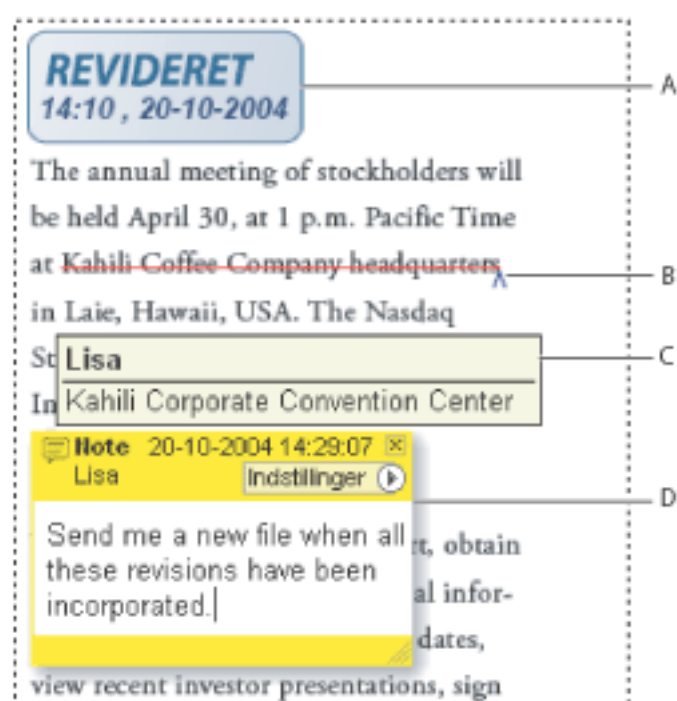 REVIDERET
14:10 , 20-10-2004
A
The annual meeting of stockholders will
be held April 30, at 1 p.m. Pacific Time
at Kahili Coffee Company headquarters
B
in Laie, Hawaii, USA. The Nasdaq
St
Lisa
C
In
Kahili Corporate Convention Center
Note 20-10-2004 14:29:07
Lisa Indstillinger
D
Send me a new file when all
these revisions have been
incorporated.
t, obtain
al infor-
dates,
view recent investor presentations, sign